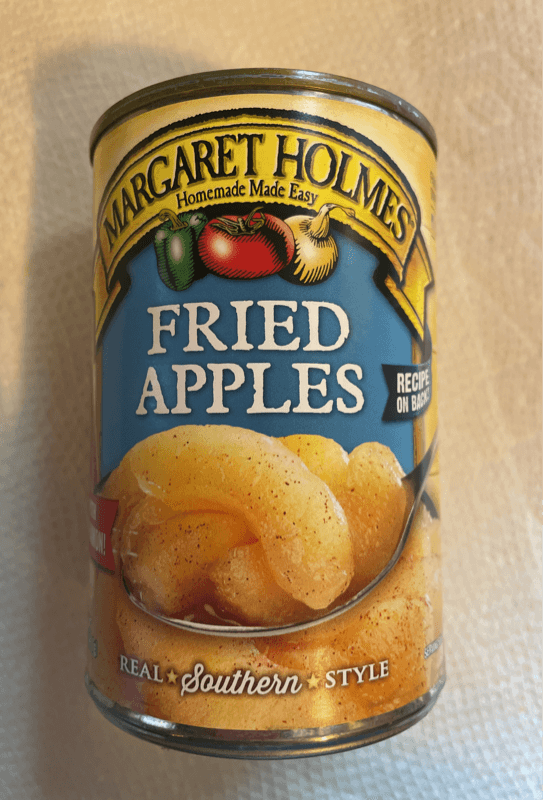 MARGARET HOLMES
Homemade Made Easy
FRIED
APPLES
RECIPE
ON BACK!
REAL Southern STYLE